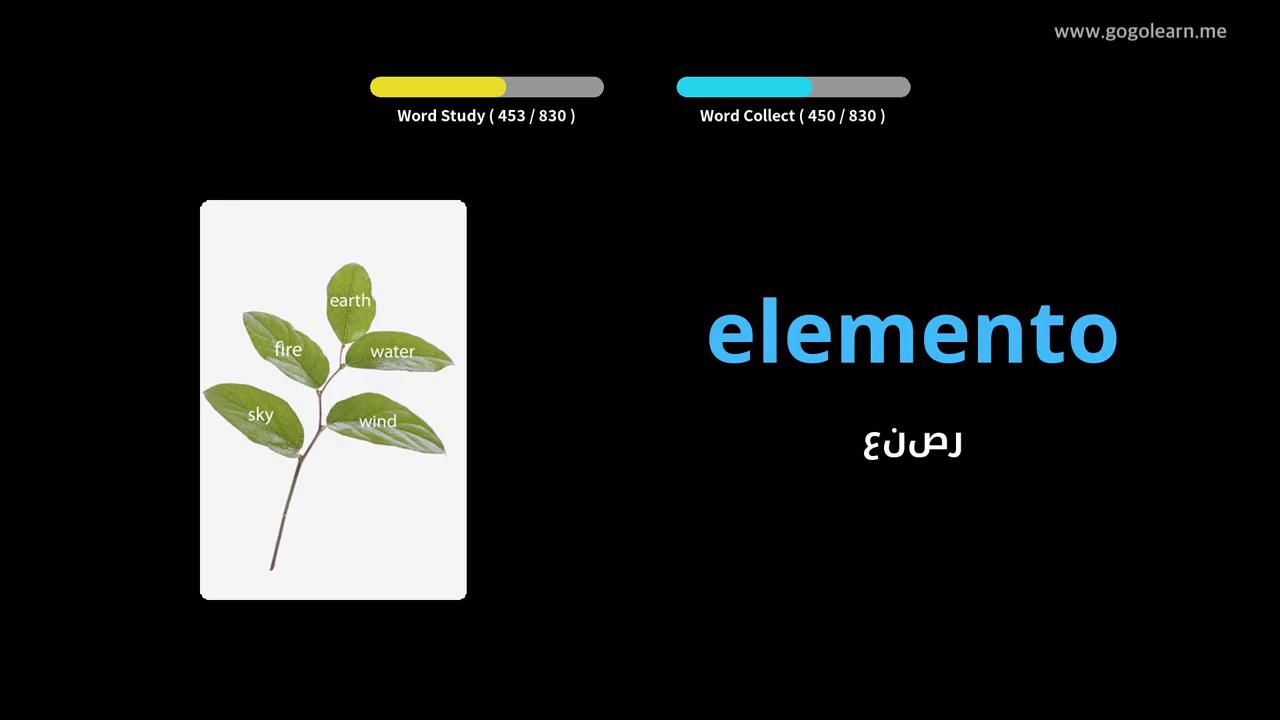 www.gogolearn.me
Word Study ( 453 / 830 )
Word Collect ( 450 / 830 )
earth
fire
water
sky
wind
elemento
رصنع